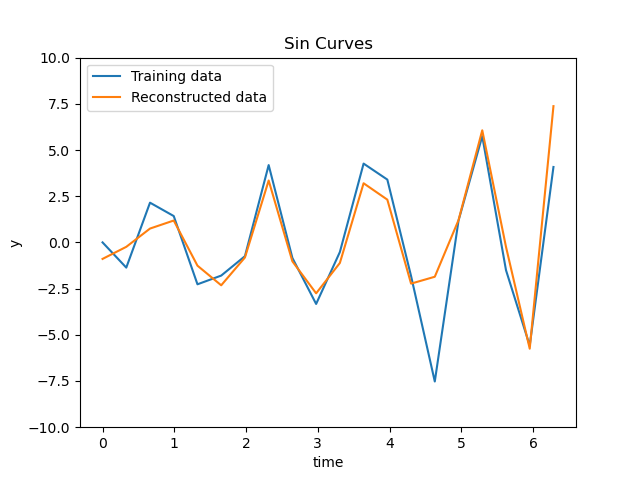 Sin Curves
Training data
Reconstructed data
10.0
7.5
5.0
2.5
0.0
−2.5
−5.0
−7.5
−10.0
y
0 1 2 3 4 5 6
time